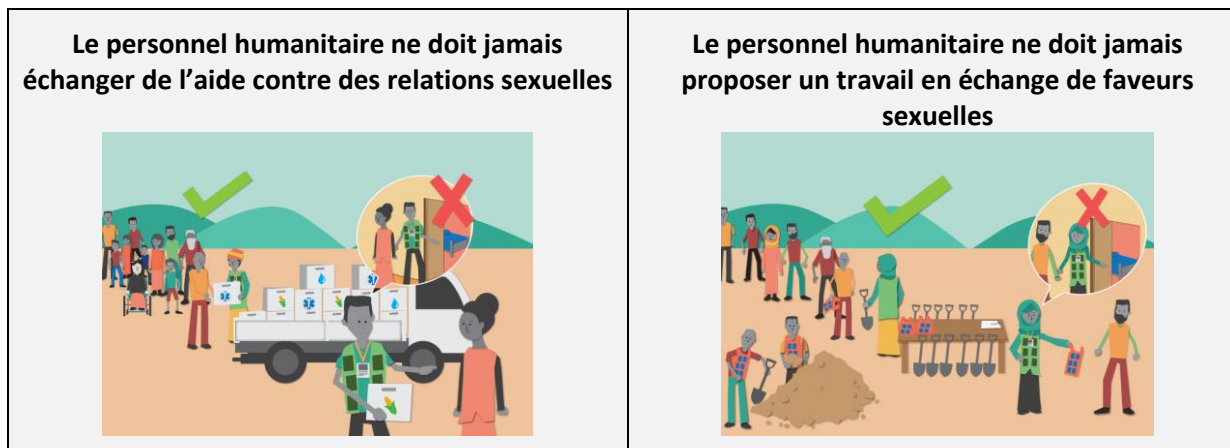 Le personnel humanitaire ne doit jamais
échanger de l’aide contre des relations sexuelles
Le personnel humanitaire ne doit jamais
proposer un travail en échange de faveurs
sexuelles